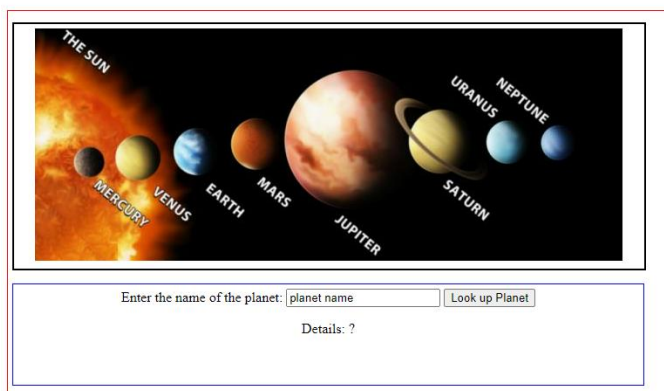 THE SUN
MERCURY
VENUS
EARTH
MARS
JUPITER
SATURN
URANUS
NEPTUNE
Enter the name of the planet: planet name Look up Planet
Details: ?